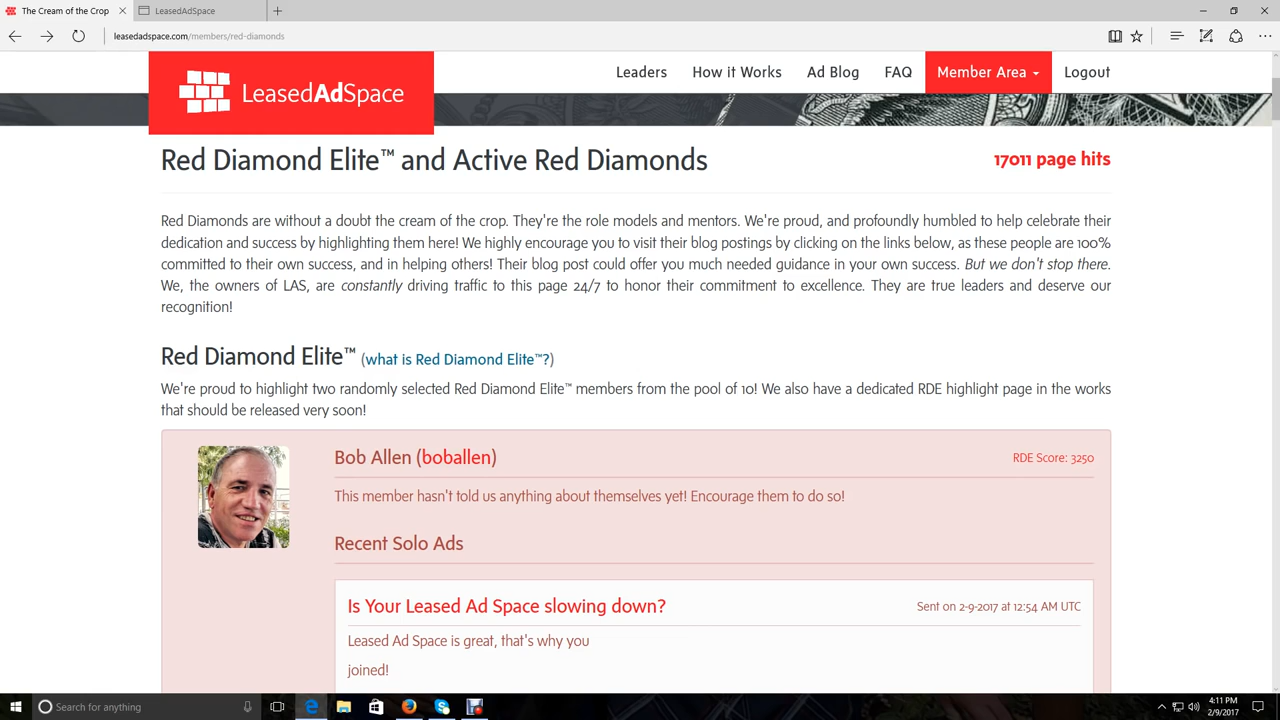 The Cream of the Crop
LeasedAdSpace
leasedadspace.com/members/red-diamonds
LeasedAdSpace
Leaders
How it Works
Ad Blog
FAQ
Member Area
Logout
Red Diamond Elite™ and Active Red Diamonds
17011 page hits
Red Diamonds are without a doubt the cream of the crop. They're the role models and mentors. We're proud, and profoundly humbled to help celebrate their
dedication and success by highlighting them here! We highly encourage you to visit their blog postings by clicking on the links below, as these people are 100%
committed to their own success, and in helping others! Their blog post could offer you much needed guidance in your own success. But we don't stop there.
We, the owners of LAS, are constantly driving traffic to this page 24/7 to honor their commitment to excellence. They are true leaders and deserve our
recognition!
Red Diamond Elite™ (what is Red Diamond Elite™?)
We're proud to highlight two randomly selected Red Diamond Elite™ members from the pool of 10! We also have a dedicated RDE highlight page in the works
that should be released very soon!
Bob Allen (boballen)
RDE Score: 3250
This member hasn't told us anything about themselves yet! Encourage them to do so!
Recent Solo Ads
Is Your Leased Ad Space slowing down?
Sent on 2-9-2017 at 12:54 AM UTC
Leased Ad Space is great, that's why you
joined!
Search for anything
4:11 PM
2/9/2017